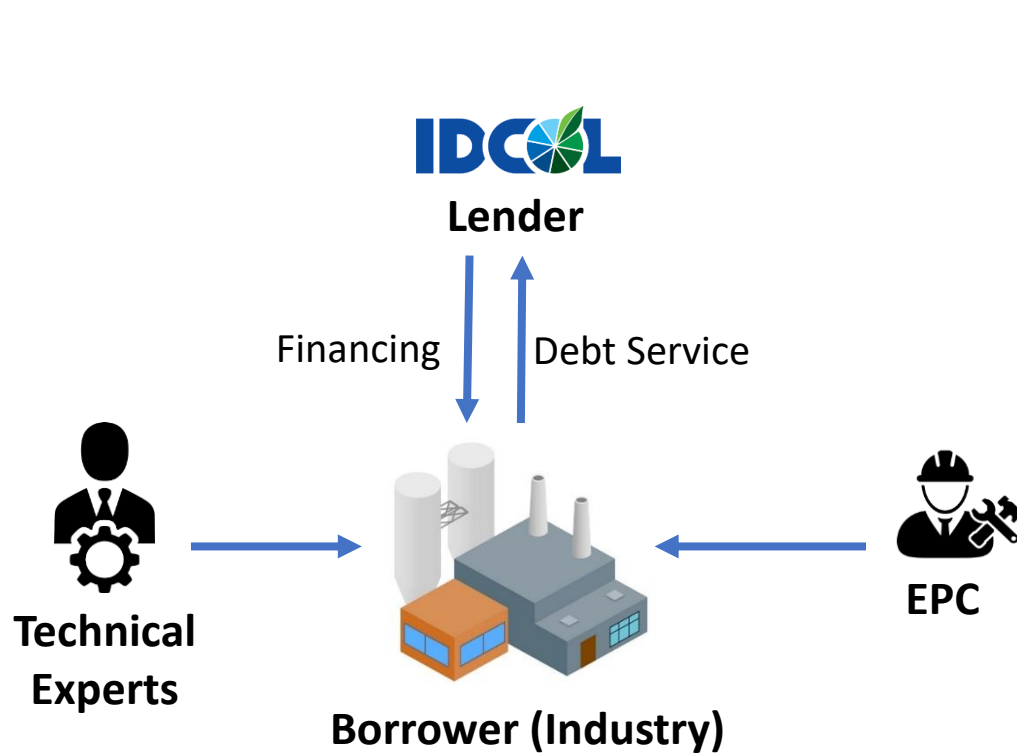 IDCOL
Lender
Financing
Debt Service
Technical
Experts
EPC
Borrower (Industry)